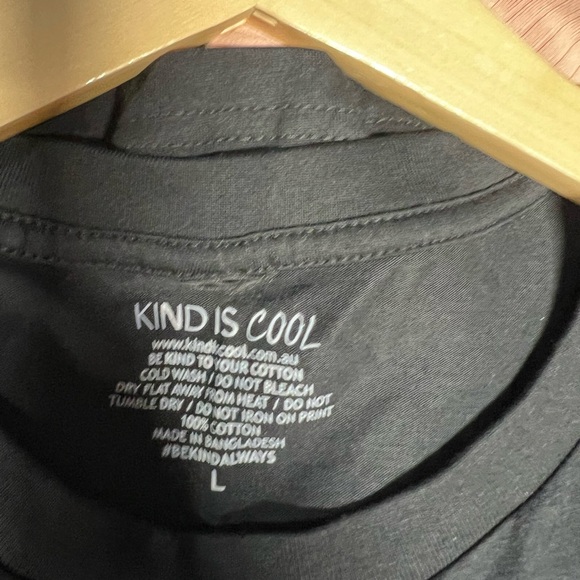 KIND IS COOL
www.kindiscool.com.au
BE KIND TO YOUR COTTON
COLD WASH / DO NOT BLEACH
DRY FLAT AWAY FROM HEAT / DO NOT
TUMBLE DRY / DO NOT IRON ON PRINT
100% COTTON
MADE IN BANGLADESH
#BEKINDALWAYS
L